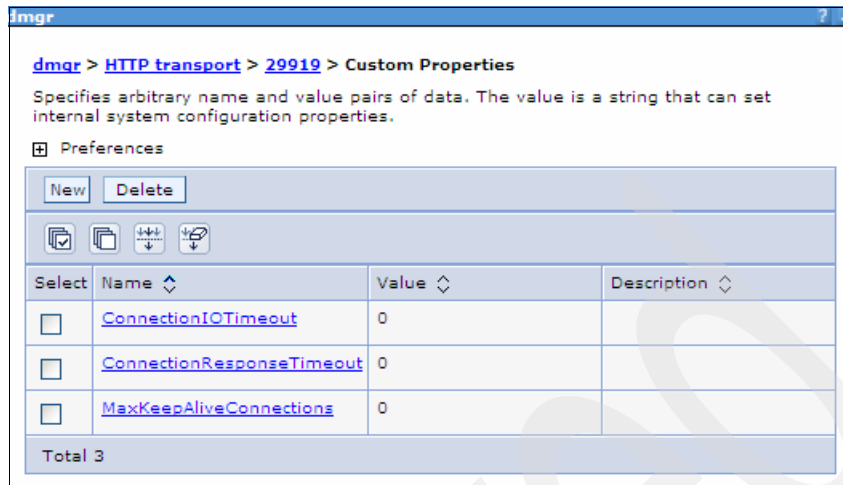 dmgr ?
dmgr > HTTP transport > 29919 > Custom Properties
Specifies arbitrary name and value pairs of data. The value is a string that can set
internal system configuration properties.
Preferences
New Delete
Select Name Value Description
ConnectionIOTimeout 0
ConnectionResponseTimeout 0
MaxKeepAliveConnections 0
Total 3